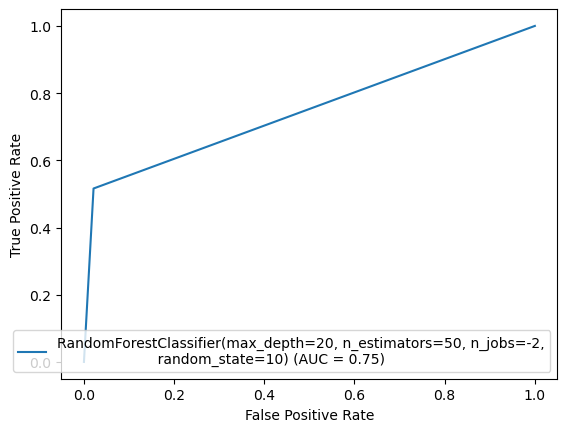 1.0
0.8
0.6
0.4
0.2
0.0
True Positive Rate
RandomForestClassifier(max_depth=20, n_estimators=50, n_jobs=-2,
random_state=10) (AUC = 0.75)
0.0 0.2 0.4 0.6 0.8 1.0
False Positive Rate